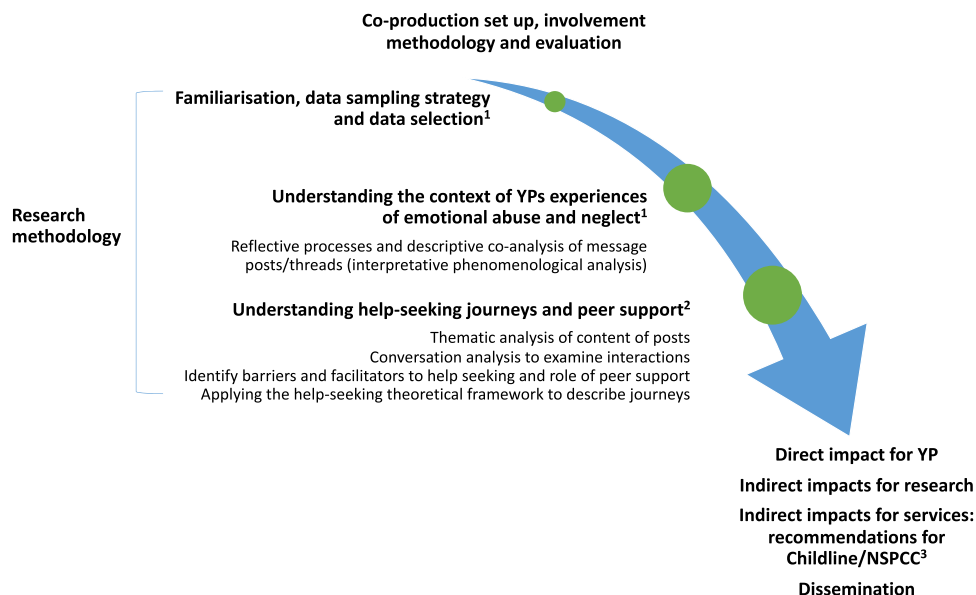 Co-production set up, involvement
methodology and evaluation
Familiarisation, data sampling strategy
and data selection¹
Understanding the context of YPs experiences
of emotional abuse and neglect¹
Research
methodology
Reflective processes and descriptive co-analysis of message
posts/threads (interpretative phenomenological analysis)
Understanding help-seeking journeys and peer support²
Thematic analysis of content of posts
Conversation analysis to examine interactions
Identify barriers and facilitators to help seeking and role of peer support
Applying the help-seeking theoretical framework to describe journeys
Direct impact for YP
Indirect impacts for research
Indirect impacts for services:
recommendations for
Childline/NSPCC³
Dissemination